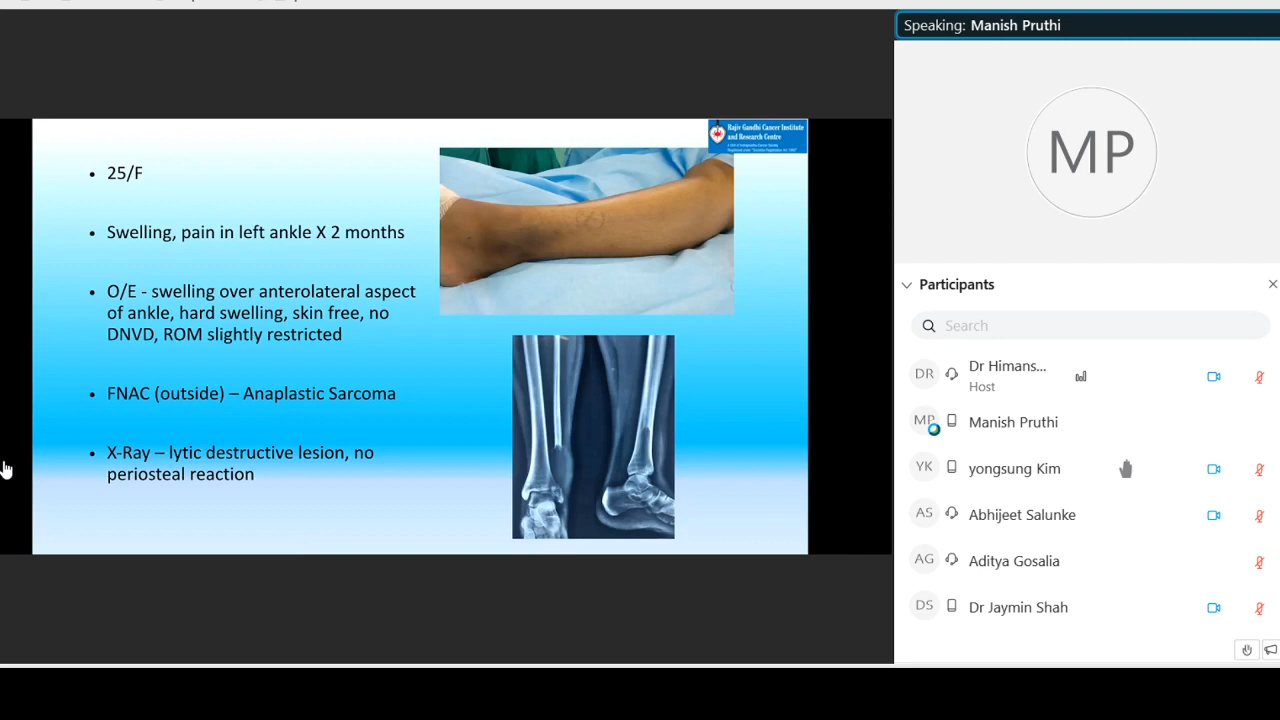 Speaking: Manish Pruthi
Rajiv Gandhi Cancer Institute
and Research Centre
• 25/F
• Swelling, pain in left ankle X 2 months
• O/E - swelling over anterolateral aspect
of ankle, hard swelling, skin free, no
DNVD, ROM slightly restricted
• FNAC (outside) – Anaplastic Sarcoma
• X-Ray – lytic destructive lesion, no
periosteal reaction
MP
Participants
Search
DR
Dr Himans...
Host
MP
Manish Pruthi
YK
yongsung Kim
AS
Abhijeet Salunke
AG
Aditya Gosalia
DS
Dr Jaymin Shah